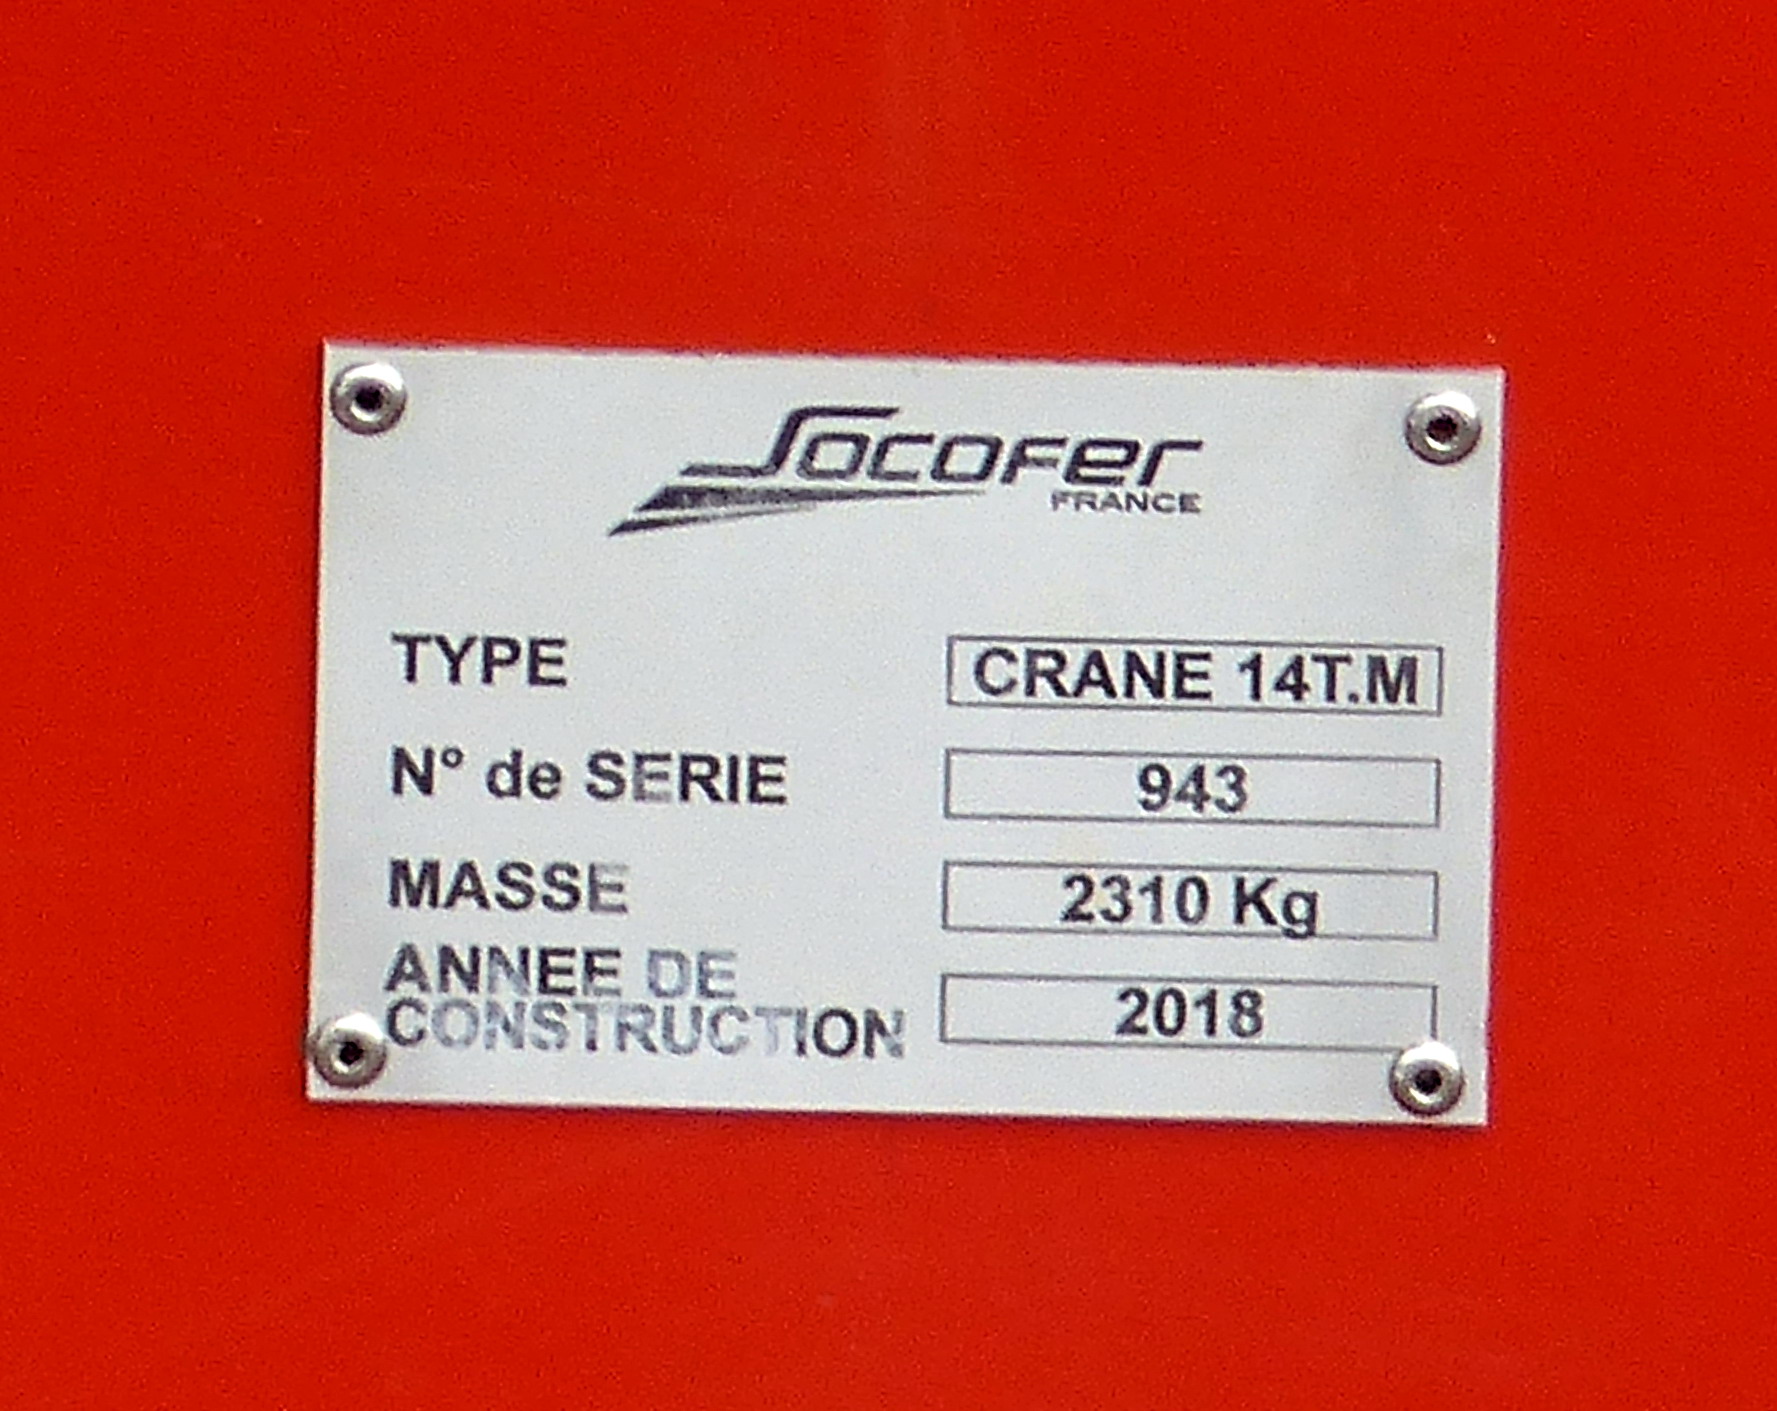 Socofer
FRANCE
TYPE CRANE 14T.M
N° de SERIE 943
MASSE 2310 Kg
ANNEE DE
CONSTRUCTION 2018